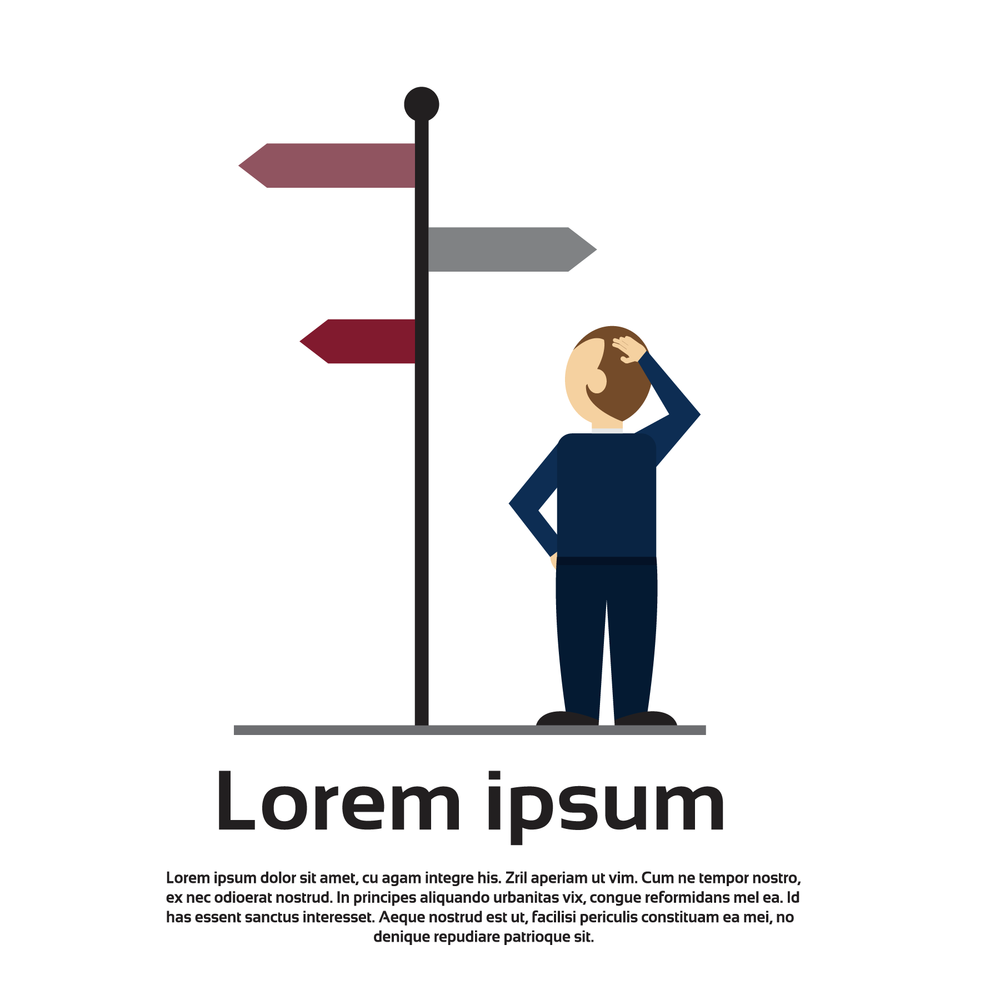 Lorem ipsum
Lorem ipsum dolor sit amet, cu agam integre his. Zril aperiam ut vim. Cum ne tempor nostro,
ex nec odioerat nostrud. In principes aliquando urbanitas vix, congue reformidans mel ea. Id
has essent sanctus interesset. Aeque nostrud est ut, facilisi periculis constituam ea mei, no
denique repudiare patrioque sit.